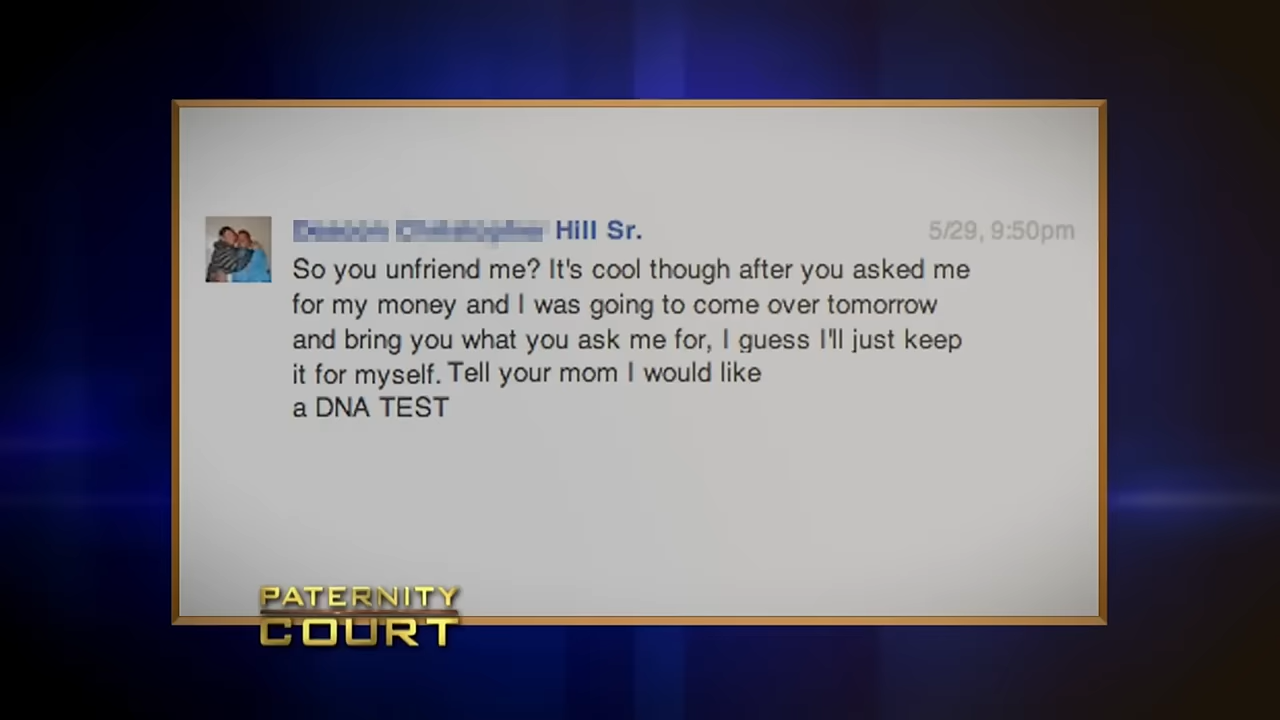 Hill Sr.
5/29, 9:50pm
So you unfriend me? It's cool though after you asked me
for my money and I was going to come over tomorrow
and bring you what you ask me for, I guess I'll just keep
it for myself. Tell your mom I would like
a DNA TEST
PATERNITY
COURT